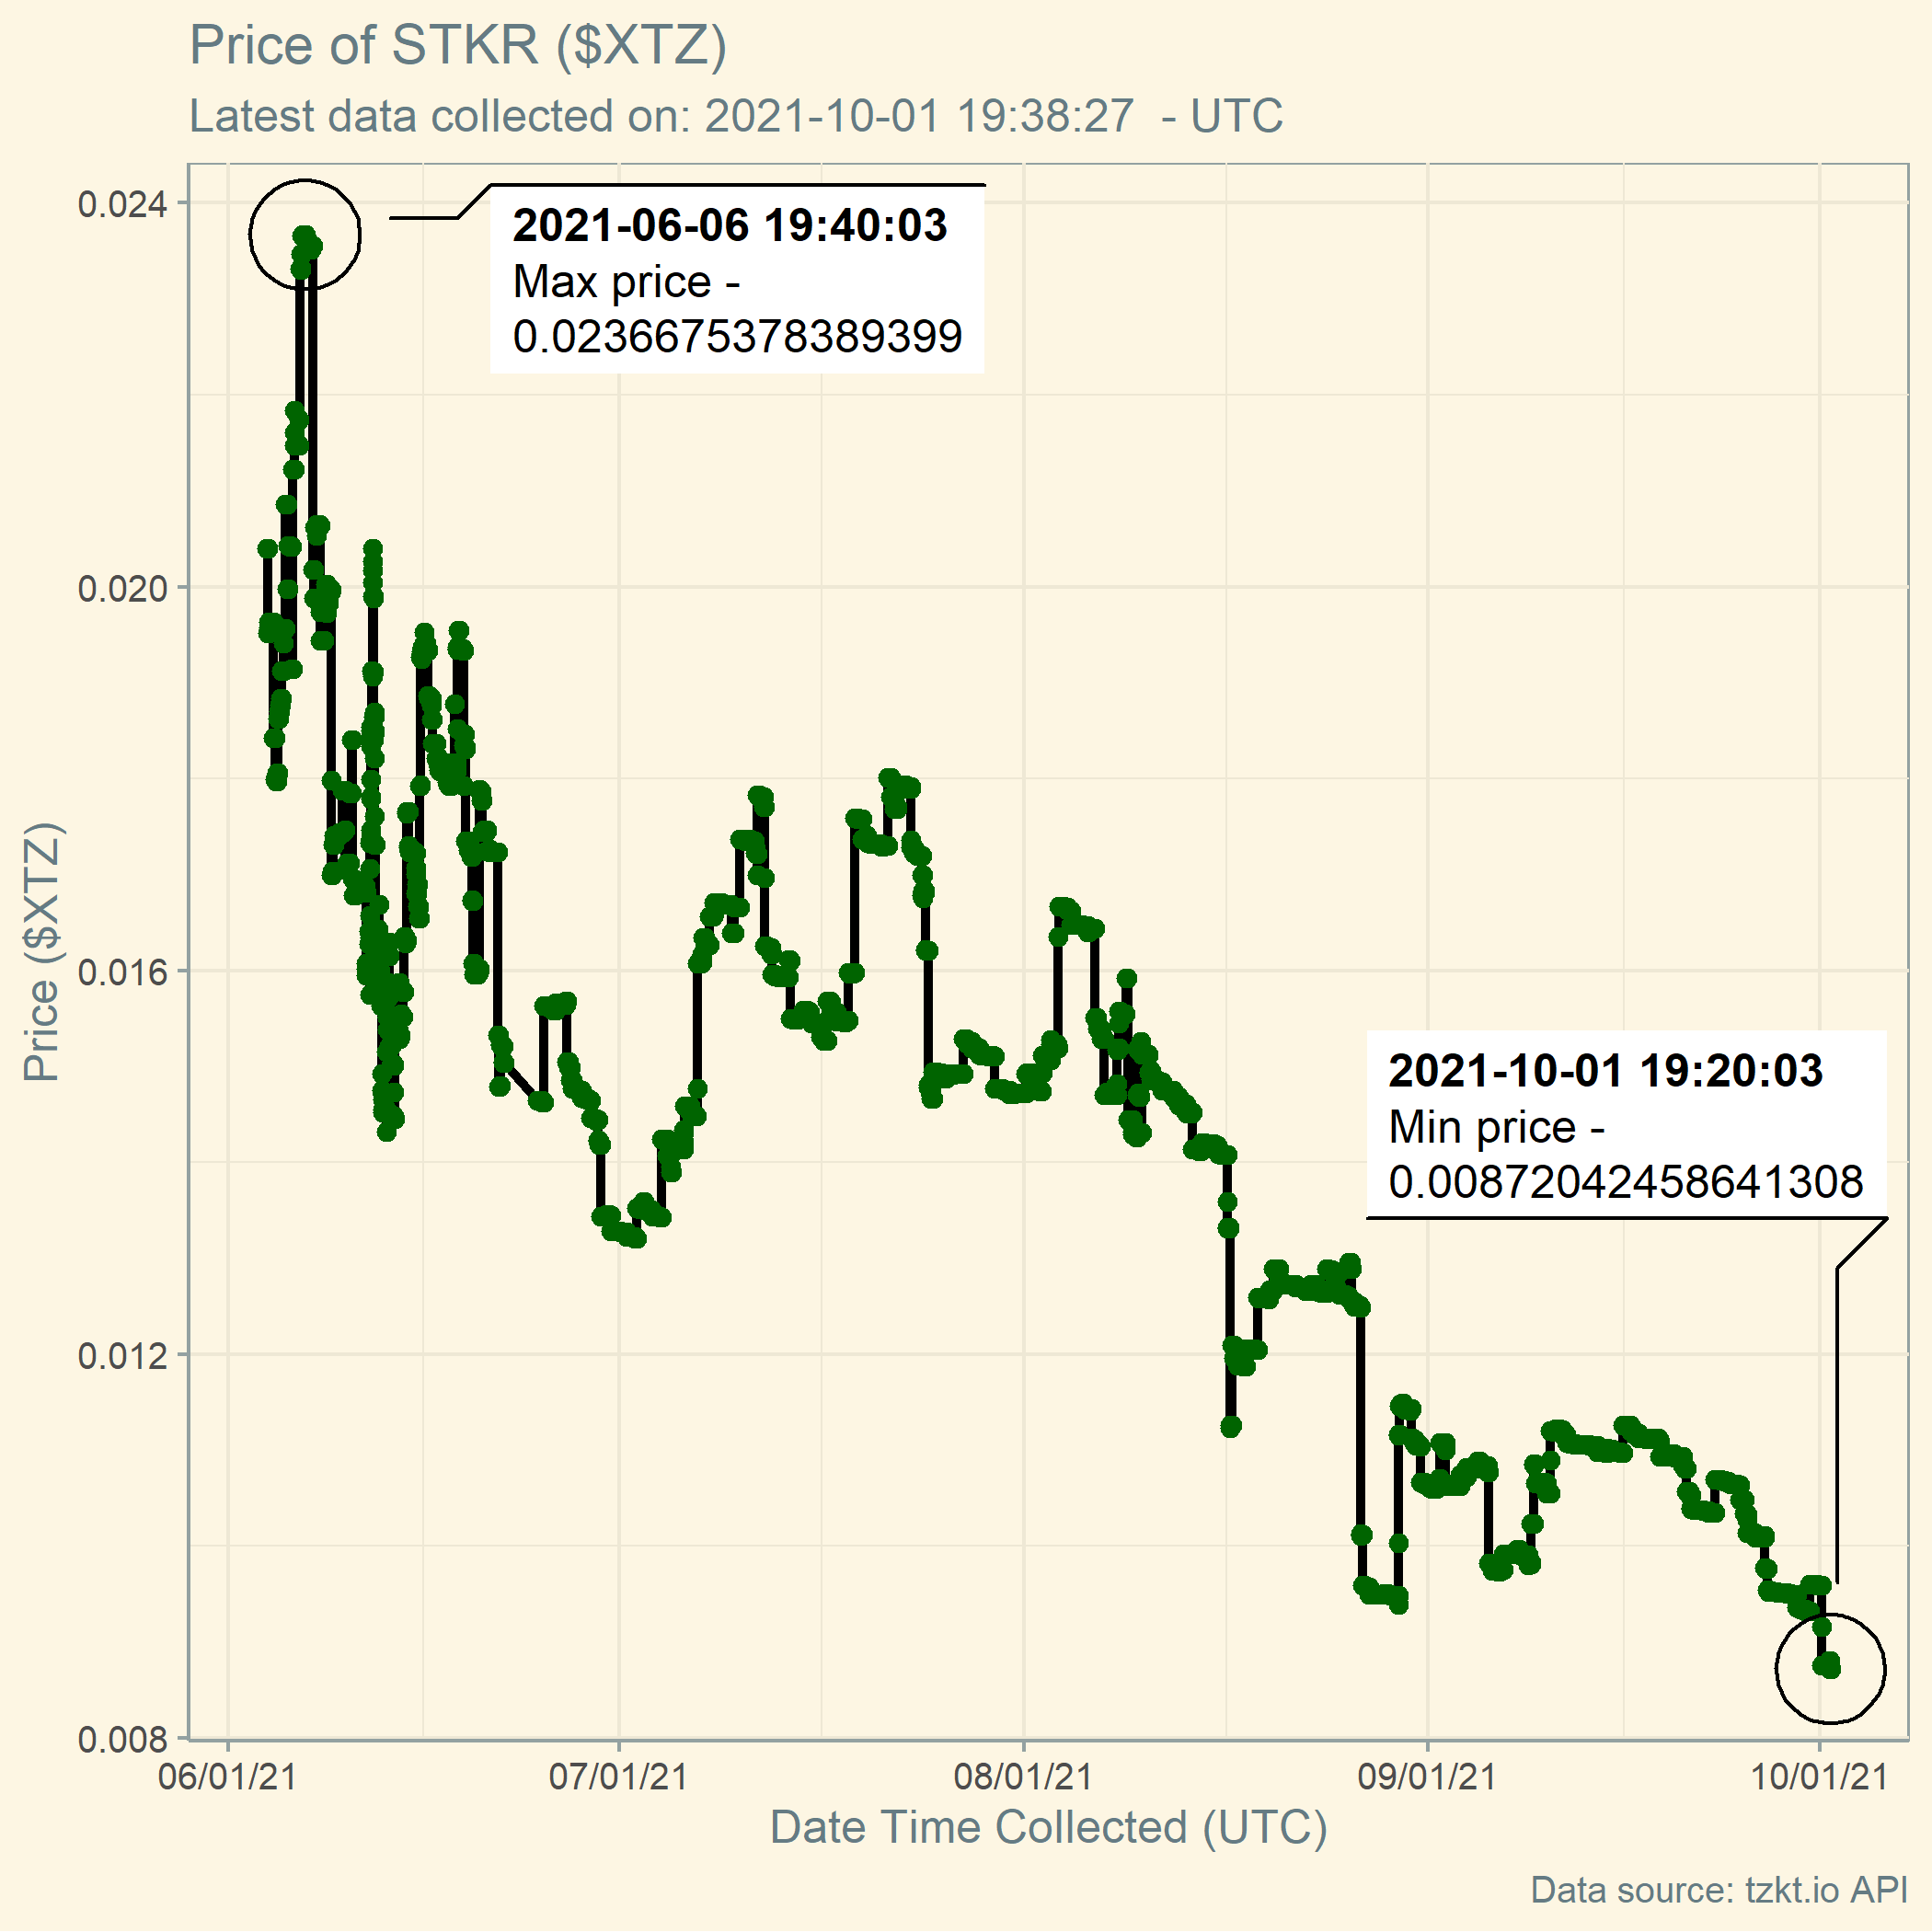 Price of STKR ($XTZ)
Latest data collected on: 2021-10-01 19:38:27  - UTC
0.024
0.020
0.016
0.012
0.008
Price ($XTZ)
2021-06-06 19:40:03
Max price -
0.0236675378389399
2021-10-01 19:20:03
Min price -
0.00872042458641308
06/01/21
07/01/21
08/01/21
09/01/21
10/01/21
Date Time Collected (UTC)
Data source: tzkt.io API